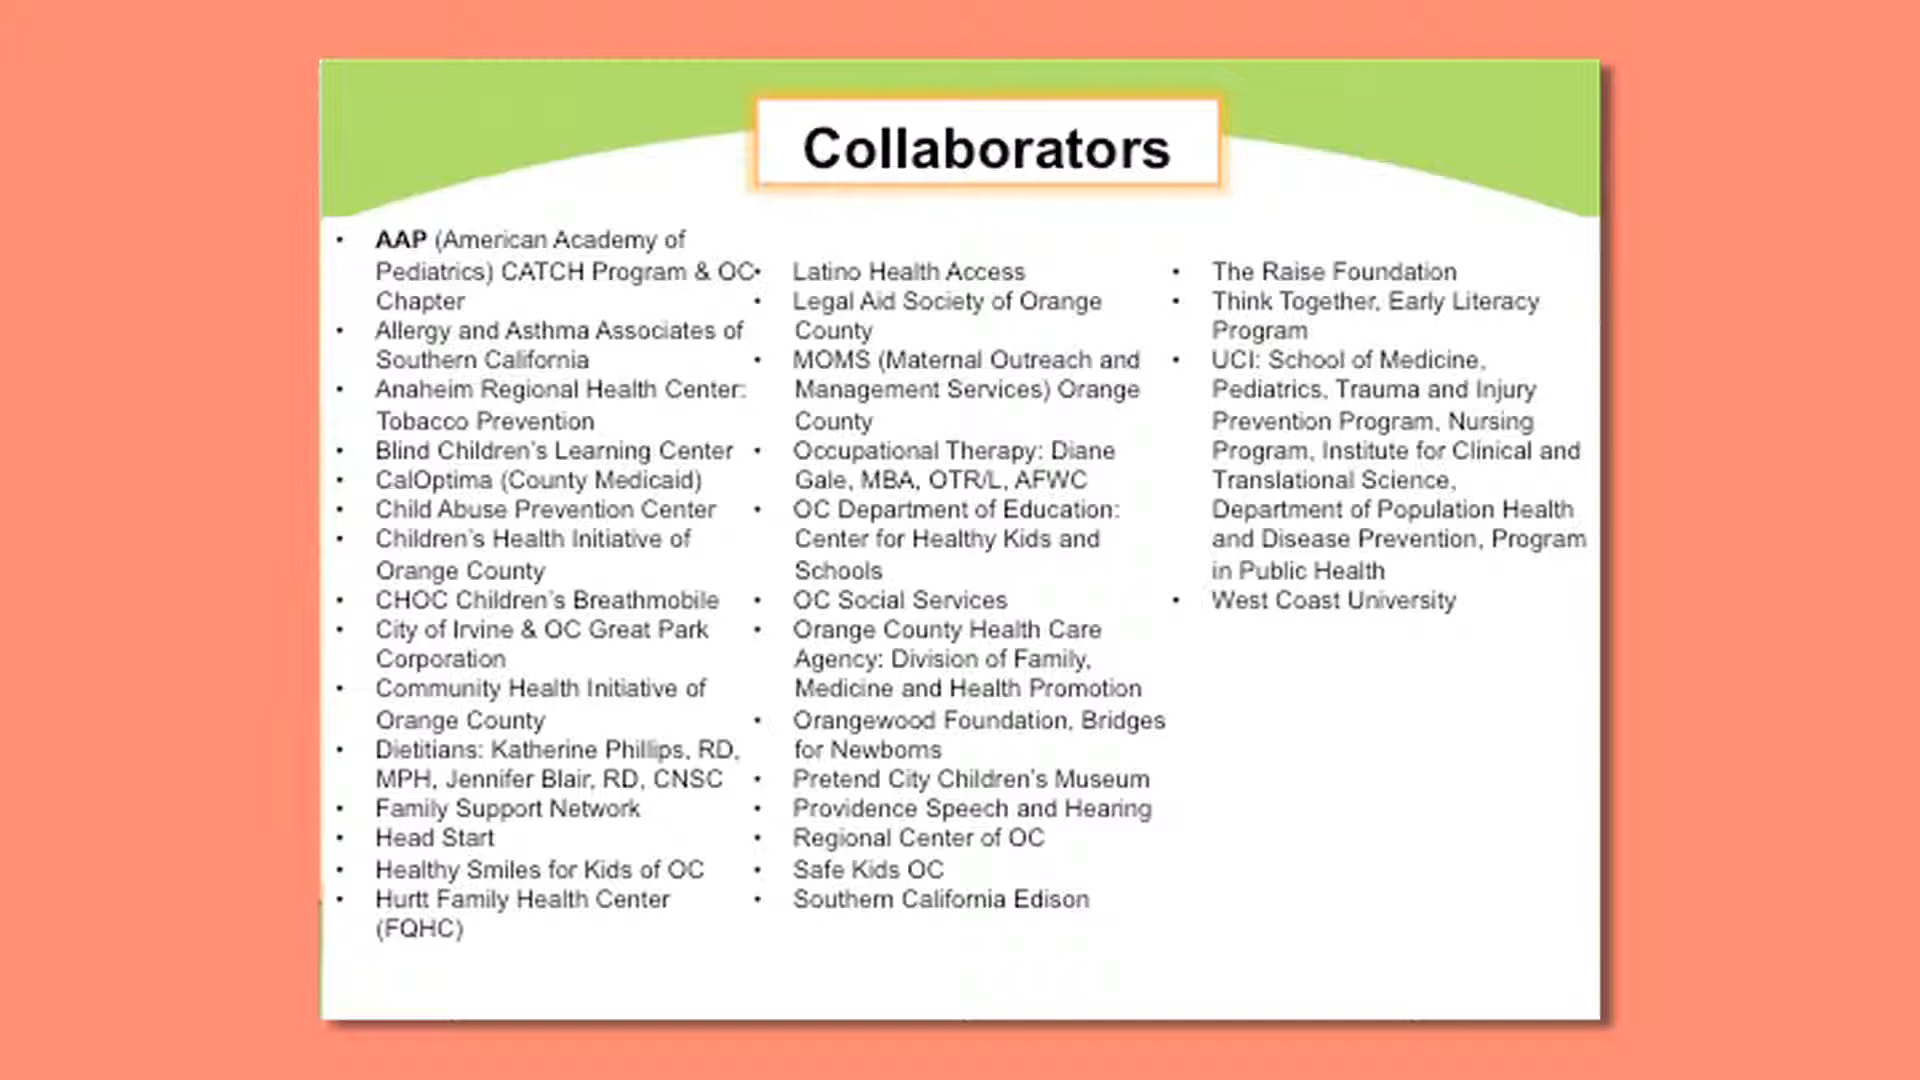 Collaborators
• AAP (American Academy of
Pediatrics) CATCH Program & OC
Chapter
• Allergy and Asthma Associates of
Southern California
• Anaheim Regional Health Center:
Tobacco Prevention
• Blind Children's Learning Center
• CalOptima (County Medicaid)
• Child Abuse Prevention Center
• Children's Health Initiative of
Orange County
• CHOC Children's Breathmobile
• City of Irvine & OC Great Park
Corporation
• Community Health Initiative of
Orange County
• Dietitians: Katherine Phillips, RD,
MPH, Jennifer Blair, RD, CNSC
• Family Support Network
• Head Start
• Healthy Smiles for Kids of OC
• Hurtt Family Health Center
(FQHC)
• Latino Health Access
• Legal Aid Society of Orange
County
• MOMS (Maternal Outreach and
Management Services) Orange
County
• Occupational Therapy: Diane
Gale, MBA, OTR/L, AFWC
• OC Department of Education:
Center for Healthy Kids and
Schools
• OC Social Services
• Orange County Health Care
Agency: Division of Family,
Medicine and Health Promotion
• Orangewood Foundation, Bridges
for Newborns
• Pretend City Children's Museum
• Providence Speech and Hearing
• Regional Center of OC
• Safe Kids OC
• Southern California Edison
• The Raise Foundation
• Think Together, Early Literacy
Program
• UCI: School of Medicine,
Pediatrics, Trauma and Injury
Prevention Program, Nursing
Program, Institute for Clinical and
Translational Science,
Department of Population Health
and Disease Prevention, Program
in Public Health
• West Coast University